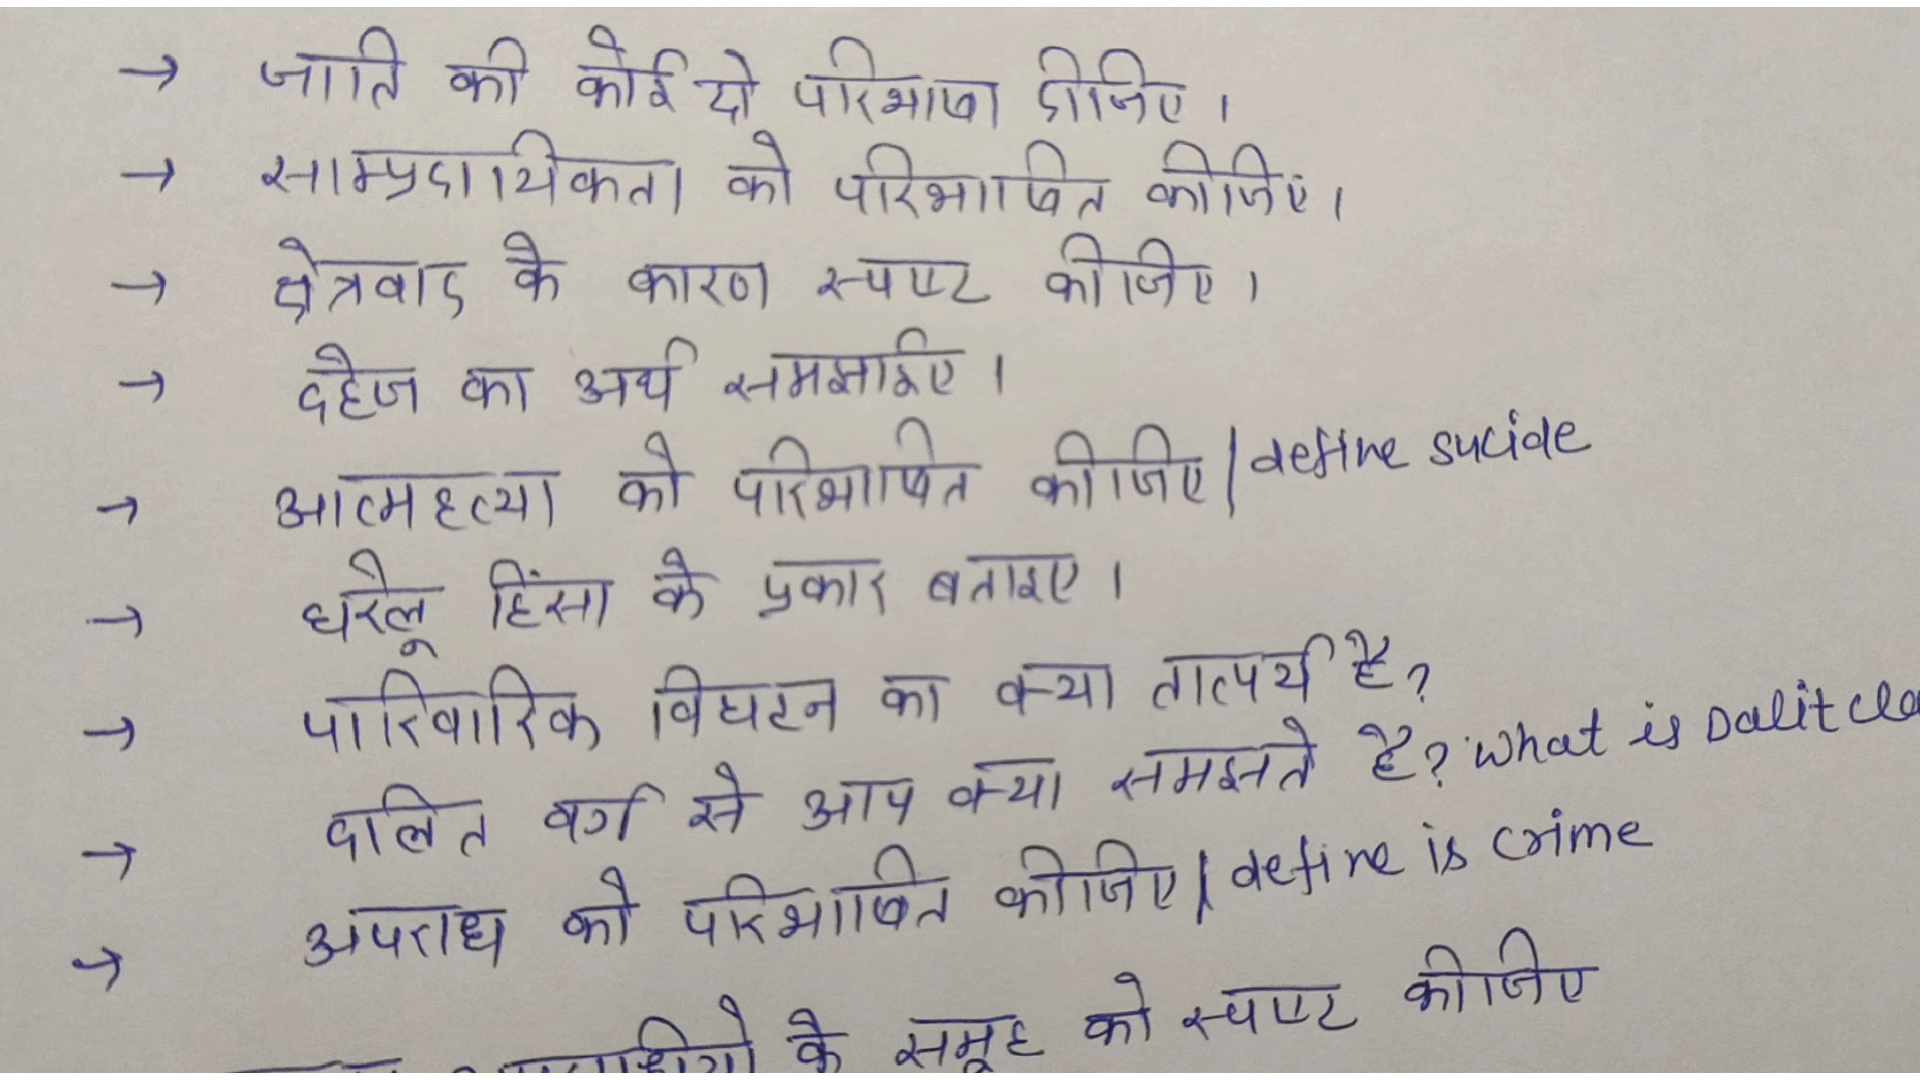 → जाति की कोई दो परिभाषा दीजिए।
→ साम्प्रदायिकता को परिभाषित कीजिए।
→ क्षेत्रवाद के कारण स्पष्ट कीजिए।
→ दहेज का अर्थ समझाईए।
→ आत्महत्या को परिभाषित कीजिए| define sucide
→ घरेलू हिंसा के प्रकार बताइए।
→ पारिवारिक विघटन का क्या तात्पर्य है?
→ दलित वर्ग से आप क्या समझते है? What is Dalit
→ अपराध को परिभाषित कीजिए| define is crime
के समूह को स्पष्ट कीजिए